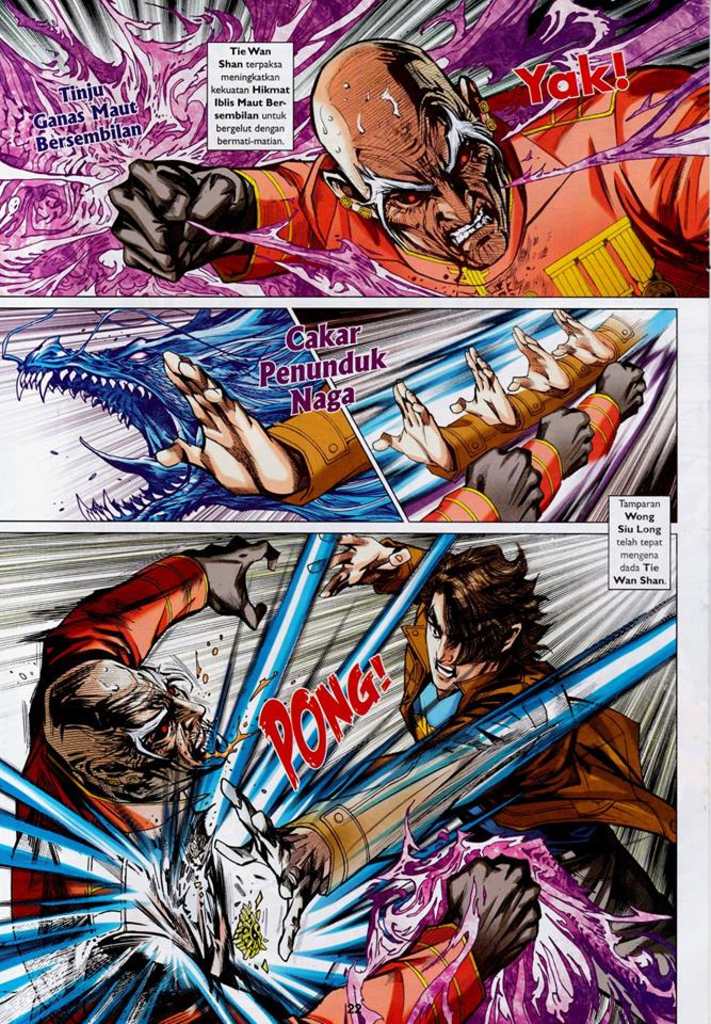 Tie Wan
Shan terpaksa
meningkatkan
kekuatan Hikmat
Iblis Maut Ber-
sembilan untuk
bergelut dengan
bermati-matian.
Yak!
Tinju
Ganas Maut
Bersembilan
Cakar
Penunduk
Naga
Tamparan
Wong
Siu Long
telah tepat
mengena
dada Tie
Wan Shan.
PONG!
22